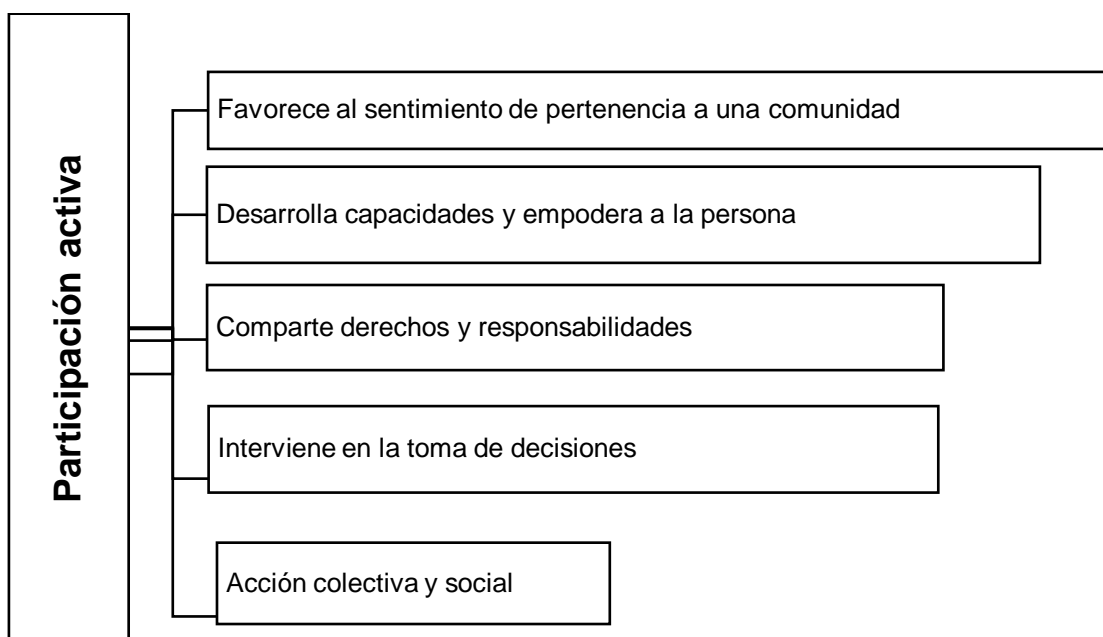 Participación activa
Favorece al sentimiento de pertenencia a una comunidad
Desarrolla capacidades y empodera a la persona
Comparte derechos y responsabilidades
Interviene en la toma de decisiones
Acción colectiva y social